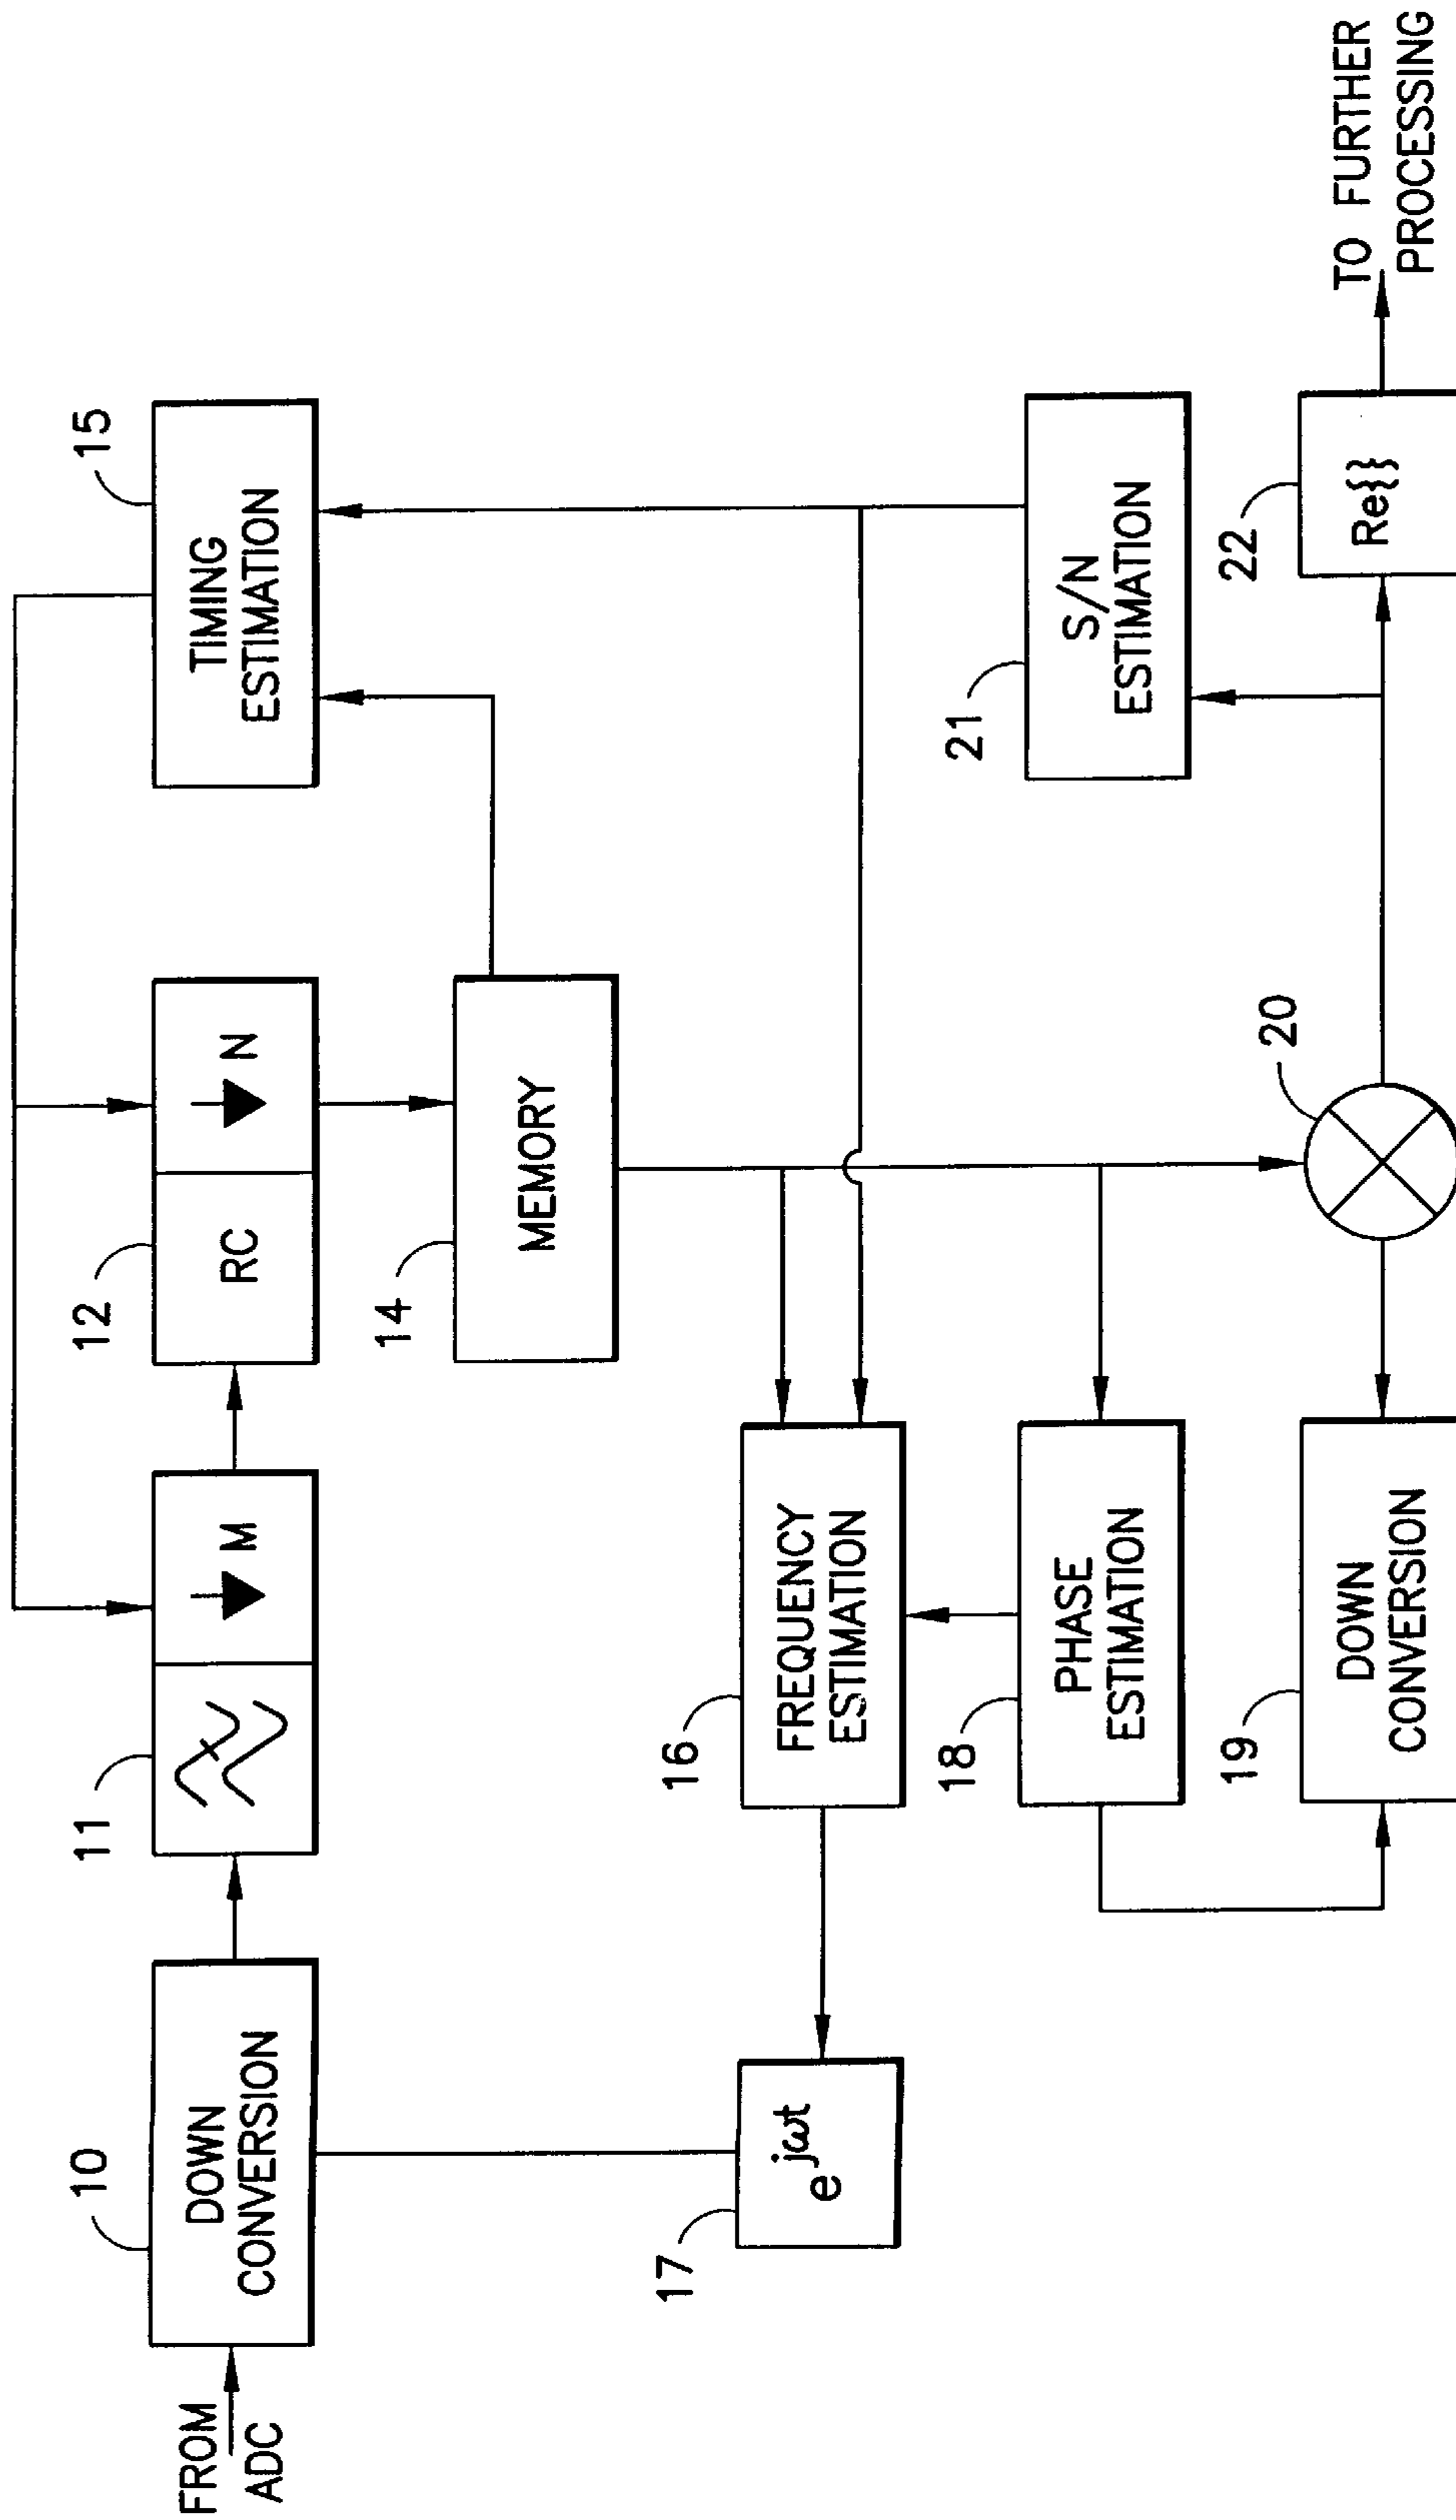 FROM
ADC
10
DOWN
CONVERSION
11
M
12
RC
N
15
TIMING
ESTIMATION
14
MEMORY
17
e^jωt
16
FREQUENCY
ESTIMATION
18
PHASE
ESTIMATION
21
S/N
ESTIMATION
19
DOWN
CONVERSION
20
22
Re{}
TO FURTHER
PROCESSING